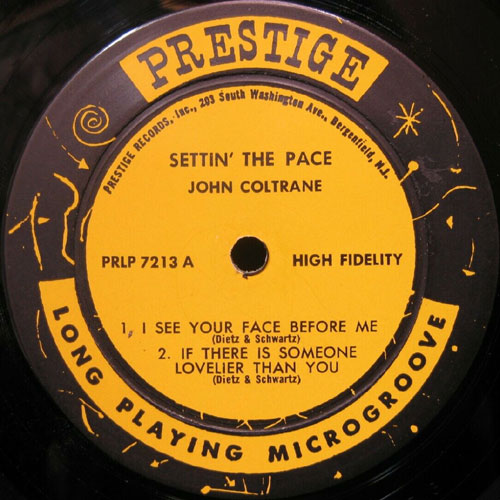 PRESTIGE
PRESTIGE RECORDS, Inc., 203 South Washington Ave., Bergenfield, N.J.
SETTIN' THE PACE
JOHN COLTRANE
PRLP 7213 A
HIGH FIDELITY
1. I SEE YOUR FACE BEFORE ME
(Dietz & Schwartz)
2. IF THERE IS SOMEONE
LOVELIER THAN YOU
(Dietz & Schwartz)
LONG PLAYING MICROGROOVE